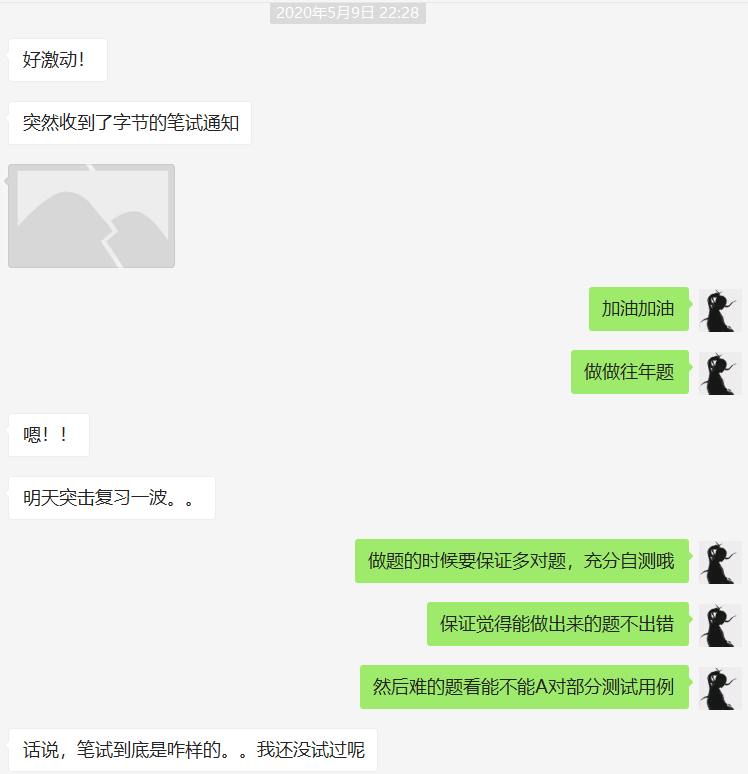 2020年5月9日 22:28
好激动！
突然收到了字节的笔试通知
加油加油
做做往年题
嗯！！
明天突击复习一波。。
做题的时候要保证多对题，充分自测哦
保证觉得能做出来的题不出错
然后难的题看能不能A对部分测试用例
话说，笔试到底是咋样的。。我还没试过呢